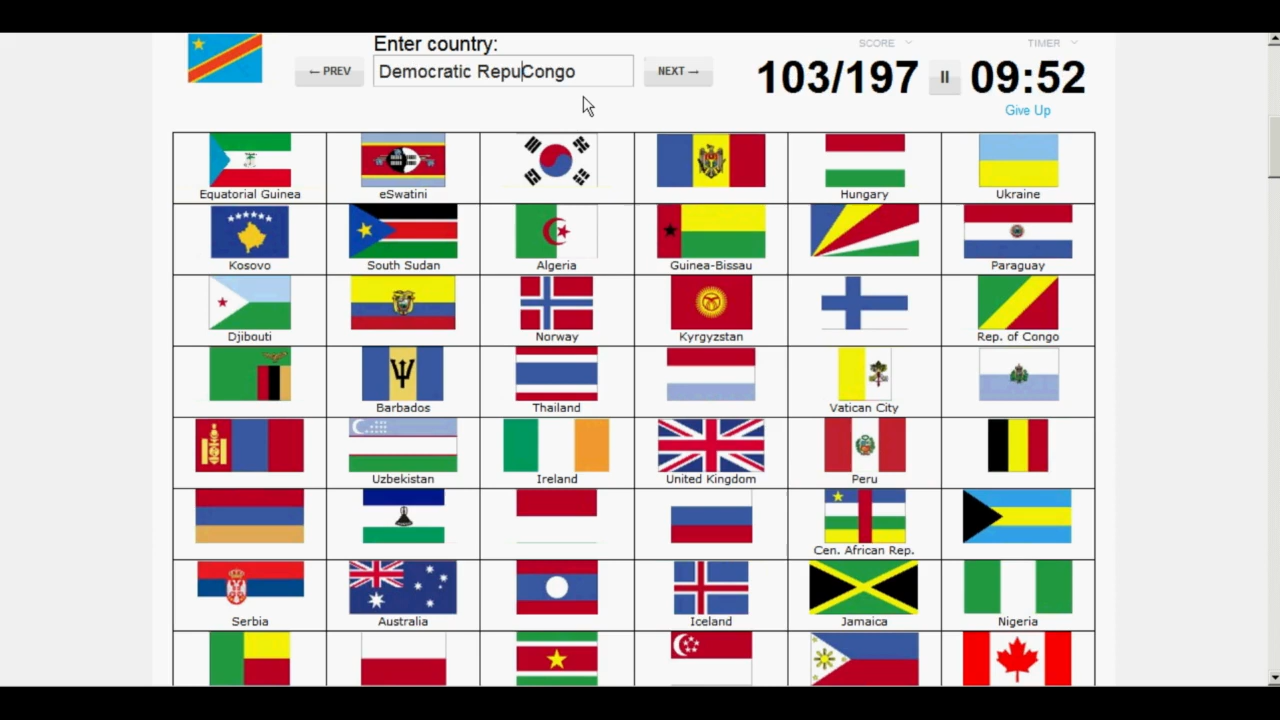 Enter country:
SCORE
TIMER
← PREV
Democratic RepuCongo
NEXT →
103/197
09:52
Give Up
Equatorial Guinea
eSwatini
Hungary
Ukraine
Kosovo
South Sudan
Algeria
Guinea-Bissau
Paraguay
Djibouti
Norway
Kyrgyzstan
Rep. of Congo
Barbados
Thailand
Vatican City
Uzbekistan
Ireland
United Kingdom
Peru
Cen. African Rep.
Serbia
Australia
Iceland
Jamaica
Nigeria